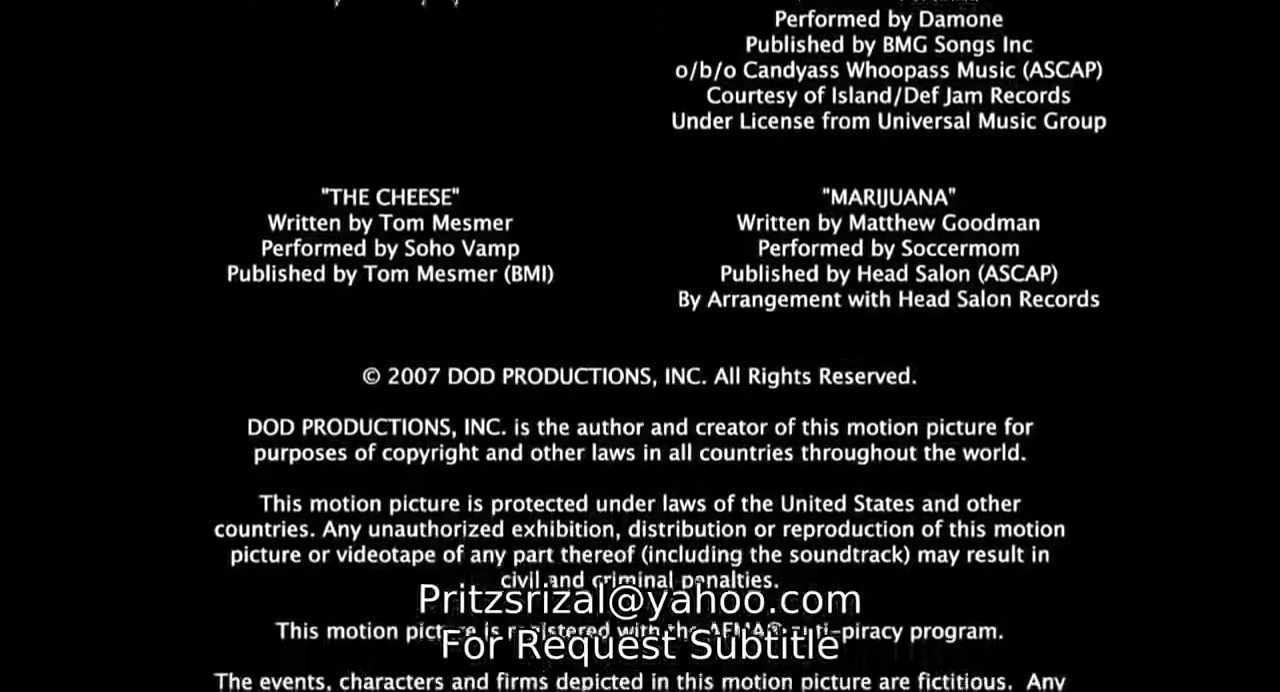 Performed by Damone
Published by BMG Songs Inc
o/b/o Candyass Whoopass Music (ASCAP)
Courtesy of Island/Def Jam Records
Under License from Universal Music Group
"THE CHEESE"
Written by Tom Mesmer
Performed by Soho Vamp
Published by Tom Mesmer (BMI)
"MARIJUANA"
Written by Matthew Goodman
Performed by Soccermom
Published by Head Salon (ASCAP)
By Arrangement with Head Salon Records
© 2007 DOD PRODUCTIONS, INC. All Rights Reserved.
DOD PRODUCTIONS, INC. is the author and creator of this motion picture for
purposes of copyright and other laws in all countries throughout the world.
This motion picture is protected under laws of the United States and other
countries. Any unauthorized exhibition, distribution or reproduction of this motion
picture or videotape of any part thereof (including the soundtrack) may result in
civil and criminal penalties.
Pritzsrizal@yahoo.com
This motion picture is registered with the anti-piracy program.
For Request Subtitle
The events, characters and firms depicted in this motion picture are fictitious. Any